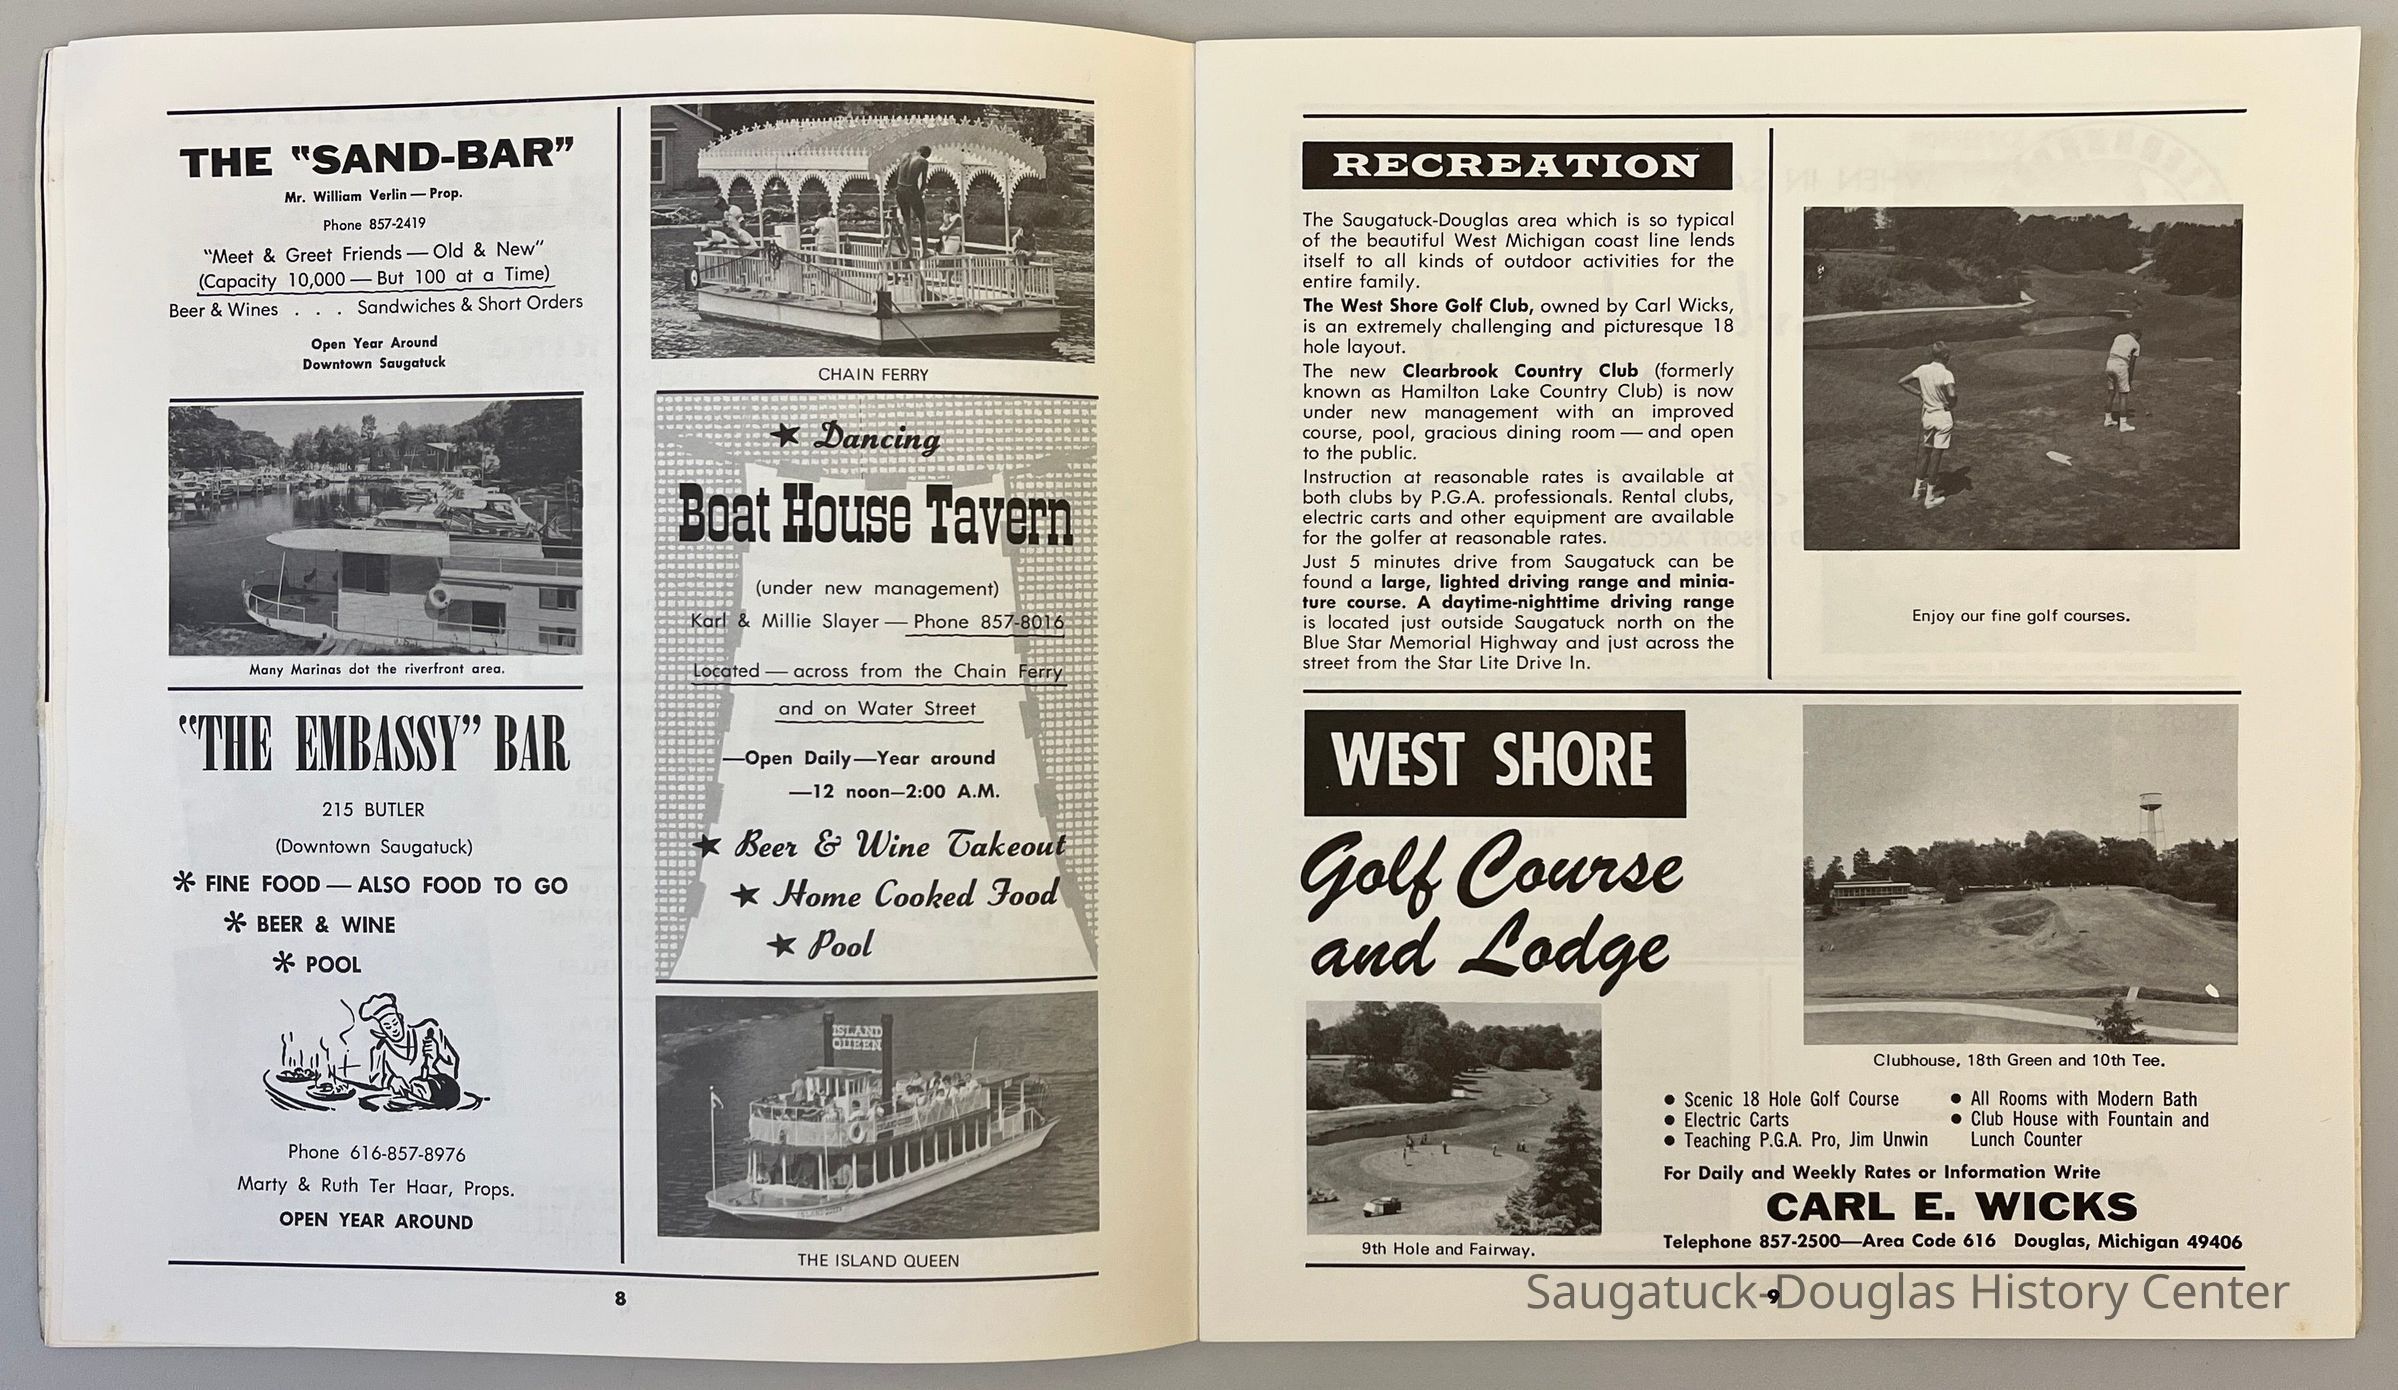 THE "SAND-BAR"
Mr. William Verlin — Prop.
Phone 857-2419
"Meet & Greet Friends — Old & New"
(Capacity 10,000 — But 100 at a Time)
Beer & Wines . . . Sandwiches & Short Orders
Open Year Around
Downtown Saugatuck
Many Marinas dot the riverfront area.
"THE EMBASSY" BAR
215 BUTLER
(Downtown Saugatuck)
* FINE FOOD — ALSO FOOD TO GO
* BEER & WINE
* POOL
Phone 616-857-8976
Marty & Ruth Ter Haar, Props.
OPEN YEAR AROUND
CHAIN FERRY
★ Dancing
Boat House Tavern
(under new management)
Karl & Millie Slayer — Phone 857-8016
Located — across from the Chain Ferry
and on Water Street
—Open Daily—Year around
—12 noon—2:00 A.M.
★ Beer & Wine Takeout
★ Home Cooked Food
★ Pool
ISLAND
QUEEN
THE ISLAND QUEEN
8
RECREATION
The Saugatuck-Douglas area which is so typical
of the beautiful West Michigan coast line lends
itself to all kinds of outdoor activities for the
entire family.
The West Shore Golf Club, owned by Carl Wicks,
is an extremely challenging and picturesque 18
hole layout.
The new Clearbrook Country Club (formerly
known as Hamilton Lake Country Club) is now
under new management with an improved
course, pool, gracious dining room — and open
to the public.
Instruction at reasonable rates is available at
both clubs by P.G.A. professionals. Rental clubs,
electric carts and other equipment are available
for the golfer at reasonable rates.
Just 5 minutes drive from Saugatuck can be
found a large, lighted driving range and minia-
ture course. A daytime-nighttime driving range
is located just outside Saugatuck north on the
Blue Star Memorial Highway and just across the
street from the Star Lite Drive In.
Enjoy our fine golf courses.
WEST SHORE
Golf Course
and Lodge
9th Hole and Fairway.
Clubhouse, 18th Green and 10th Tee.
● Scenic 18 Hole Golf Course
● Electric Carts
● Teaching P.G.A. Pro, Jim Unwin
● All Rooms with Modern Bath
● Club House with Fountain and
Lunch Counter
For Daily and Weekly Rates or Information Write
CARL E. WICKS
Telephone 857-2500—Area Code 616 Douglas, Michigan 49406
9
Saugatuck-Douglas History Center